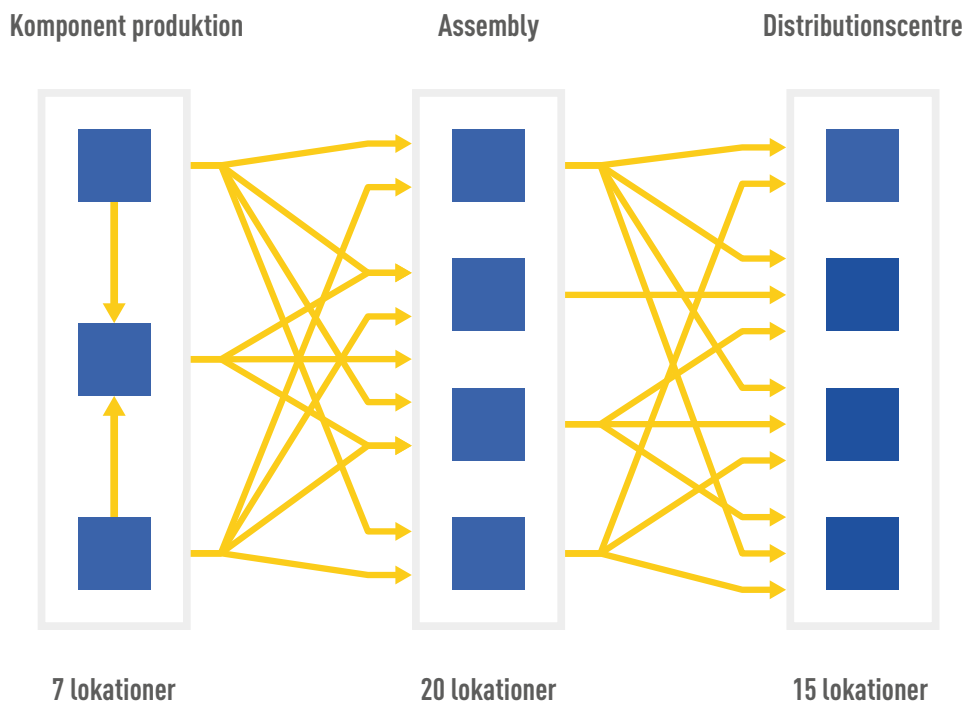 Komponent produktion
Assembly
Distributionscentre
7 lokationer
20 lokationer
15 lokationer